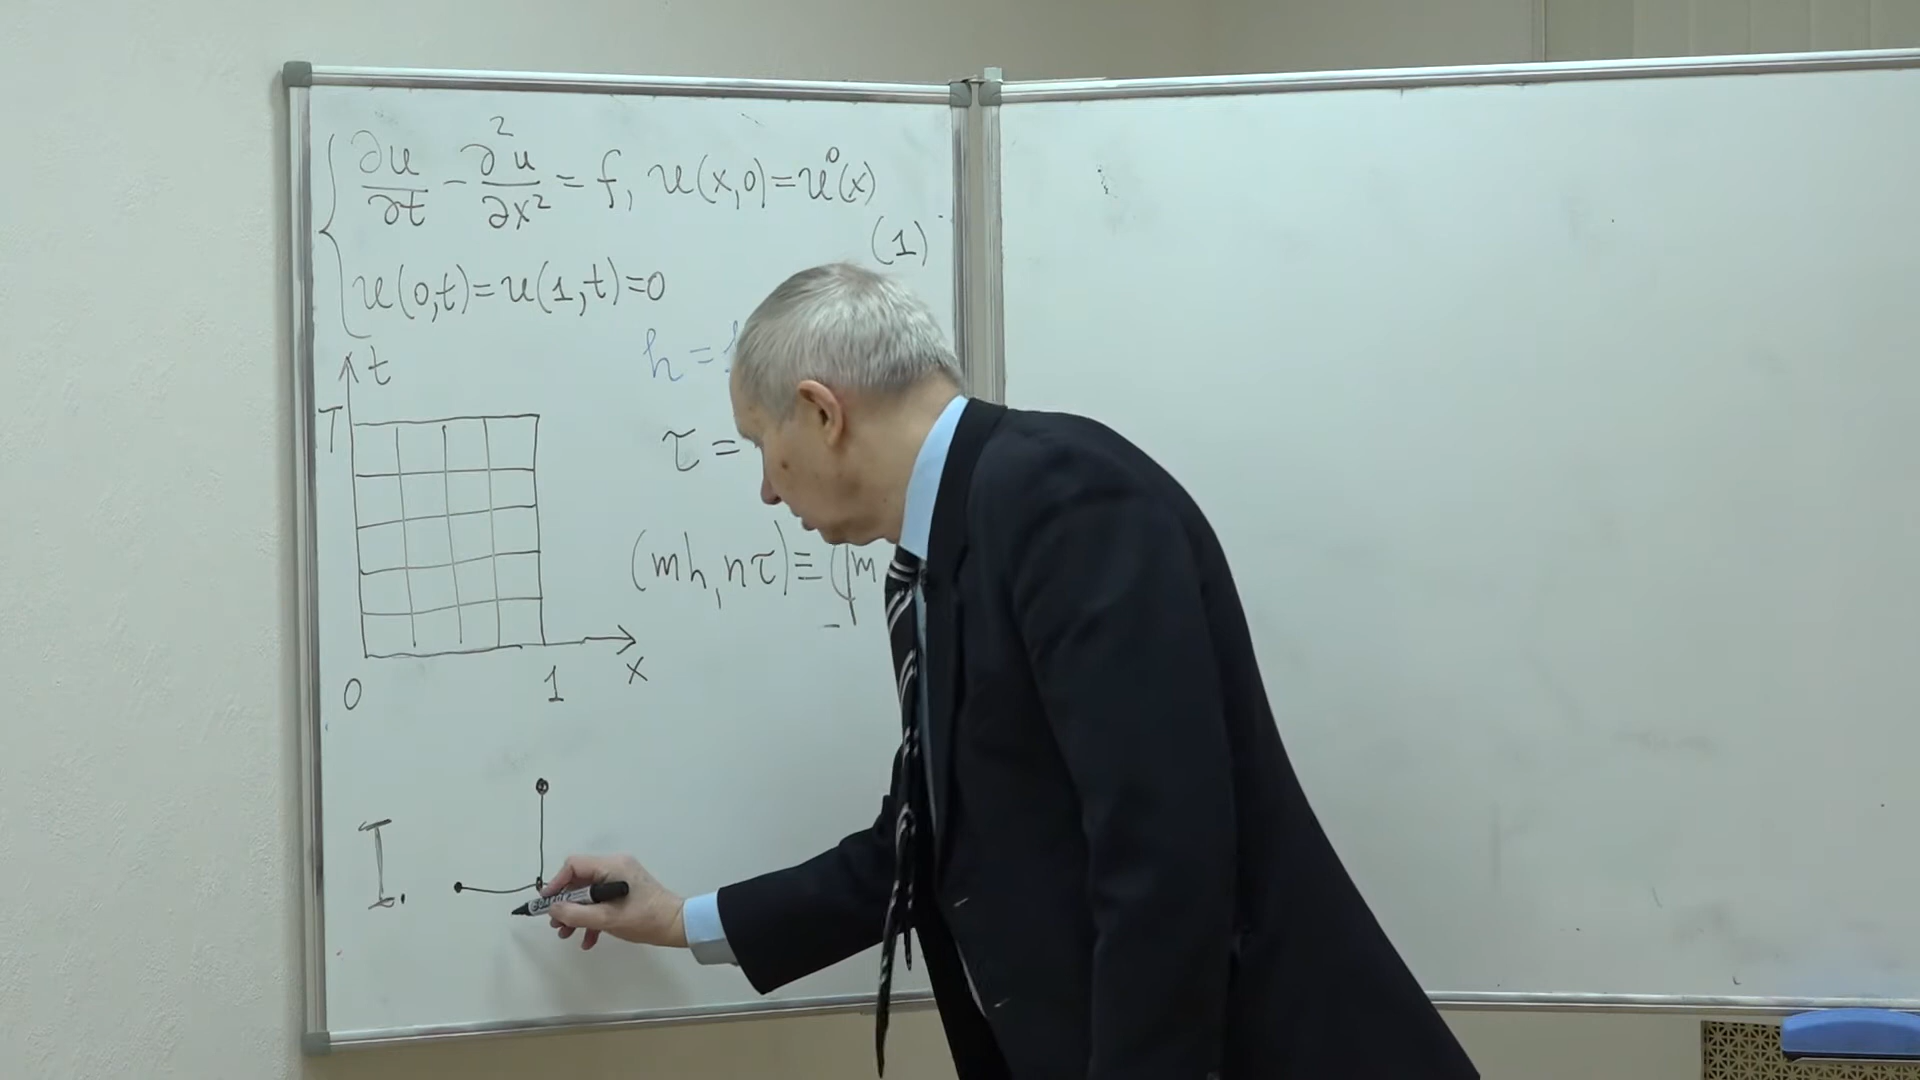 ∂u/∂t − ∂²u/∂x² = f, u(x,0)=u⁰(x)
(1)
u(0,t)=u(1,t)=0
h =
t
T
τ =
(mh, nτ)≡(m
0
1
x
I.